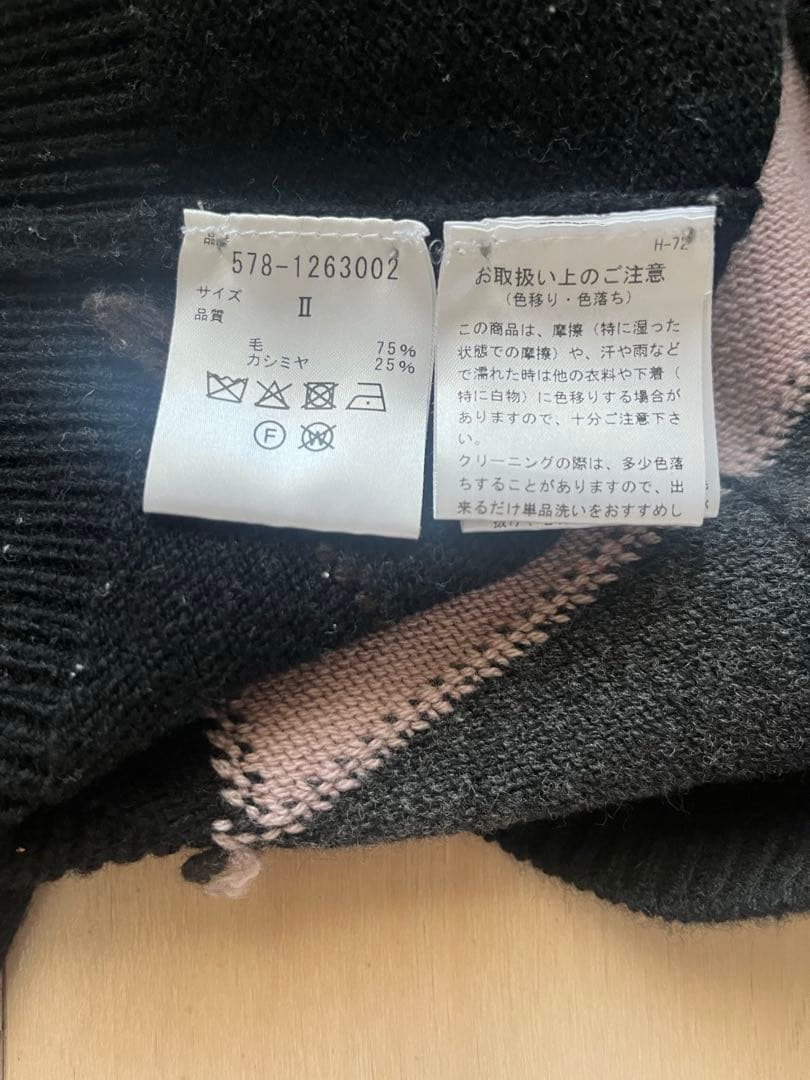 品番
578-1263002
サイズ II
品質
毛 75%
カシミヤ 25%
F
W
H-72
お取扱い上のご注意
(色移り・色落ち)
この商品は、摩擦(特に湿った
状態での摩擦)や、汗や雨など
で濡れた時は他の衣料や下着(
特に白物)に色移りする場合が
ありますので、十分ご注意下さ
い。
クリーニングの際は、多少色落
ちすることがありますので、出
来るだけ単品洗いをおすすめし